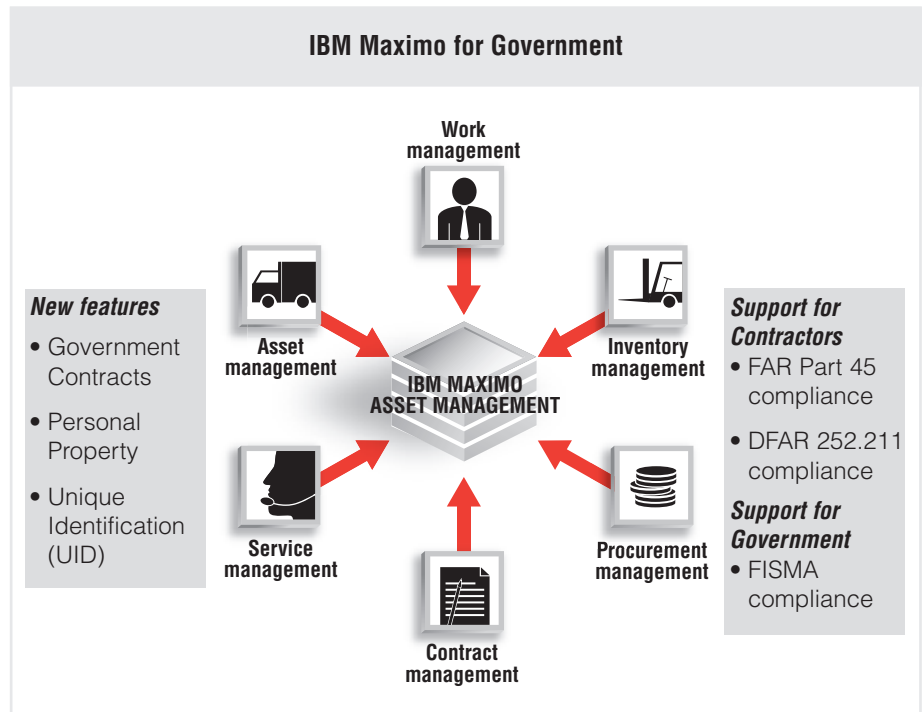 IBM Maximo for Government
Work
management
New features
• Government
Contracts
• Personal
Property
• Unique
Identification
(UID)
Asset
management
IBM MAXIMO
ASSET MANAGEMENT
Inventory
management
Service
management
Contract
management
Procurement
management
Support for
Contractors
• FAR Part 45
compliance
• DFAR 252.211
compliance
Support for
Government
• FISMA
compliance